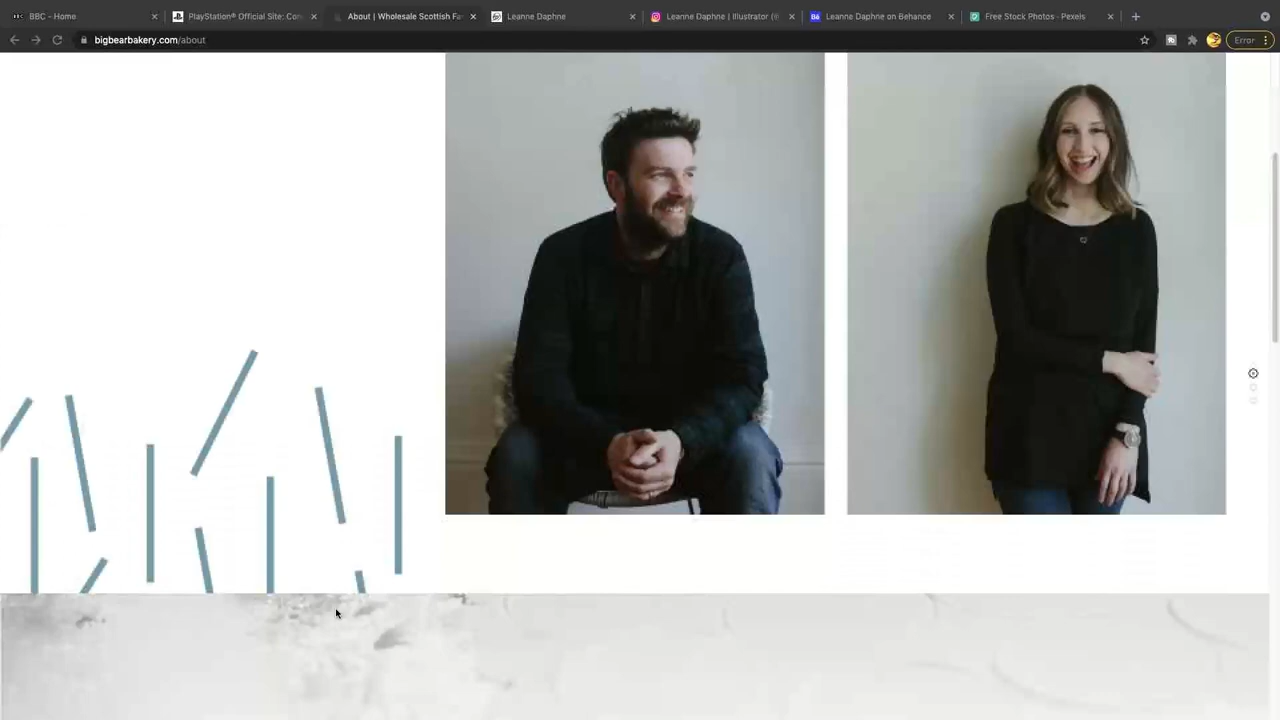 BBC - Home
PlayStation® Official Site: Con
About | Wholesale Scottish Fa
Leanne Daphne
Leanne Daphne | Illustrator (@
Leanne Daphne on Behance
Free Stock Photos · Pexels
bigbearbakery.com/about
Error